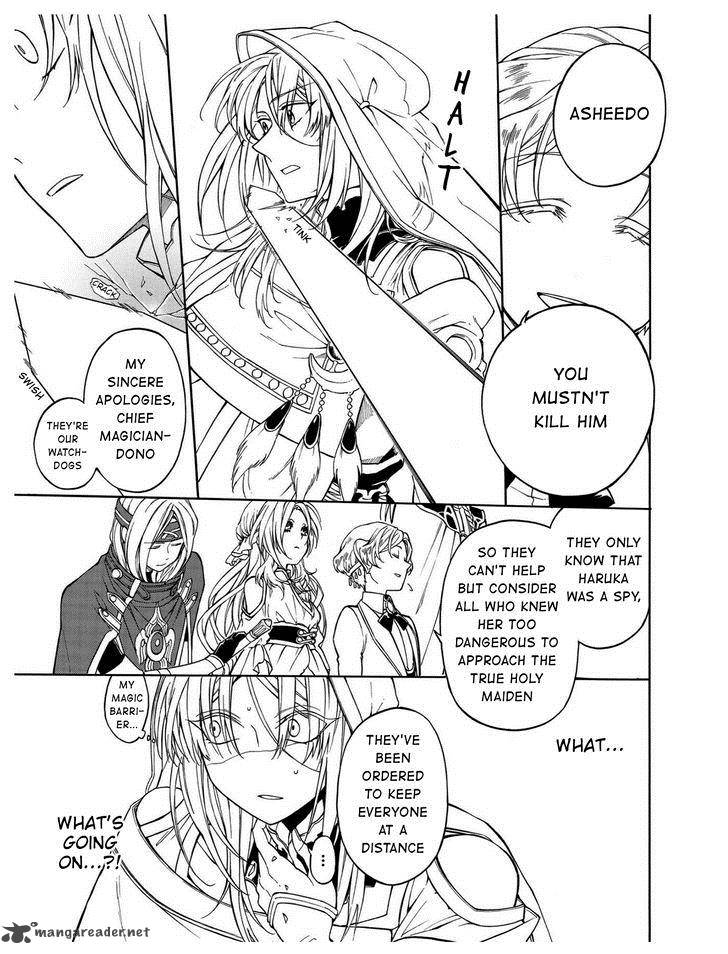 ASHEEDO
YOU
MUSTN'T
KILL HIM
HALT
TINK
CRACK
SWISH
MY
SINCERE
APOLOGIES,
CHIEF
MAGICIAN-
DONO
THEY'RE
OUR
WATCH-
DOGS
THEY ONLY
KNOW THAT
HARUKA
WAS A SPY,
SO THEY
CAN'T HELP
BUT CONSIDER
ALL WHO KNEW
HER TOO
DANGEROUS TO
APPROACH THE
TRUE HOLY
MAIDEN
WHAT...
THEY'VE
BEEN
ORDERED
TO KEEP
EVERYONE
AT A
DISTANCE
...
MY
MAGIC
BARRI-
ER...
WHAT'S
GOING
ON...?!
mangareader.net